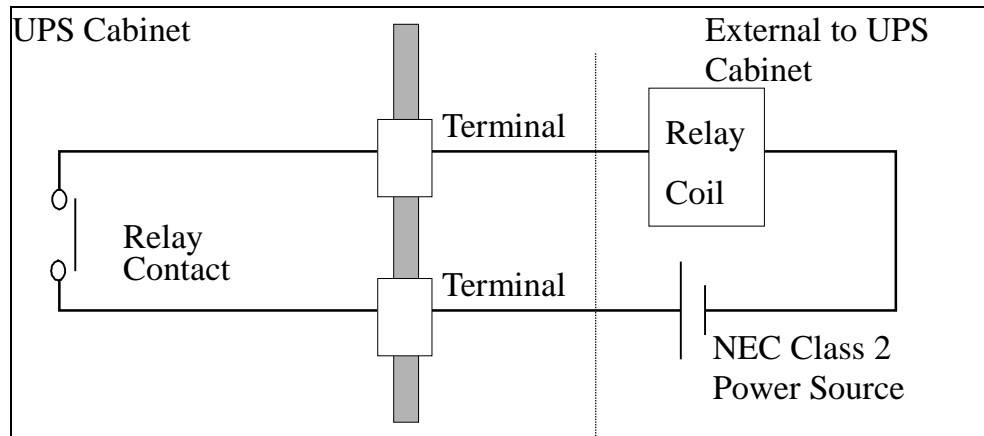 UPS Cabinet
External to UPS
Cabinet
Terminal
Relay
Coil
Relay
Contact
Terminal
NEC Class 2
Power Source